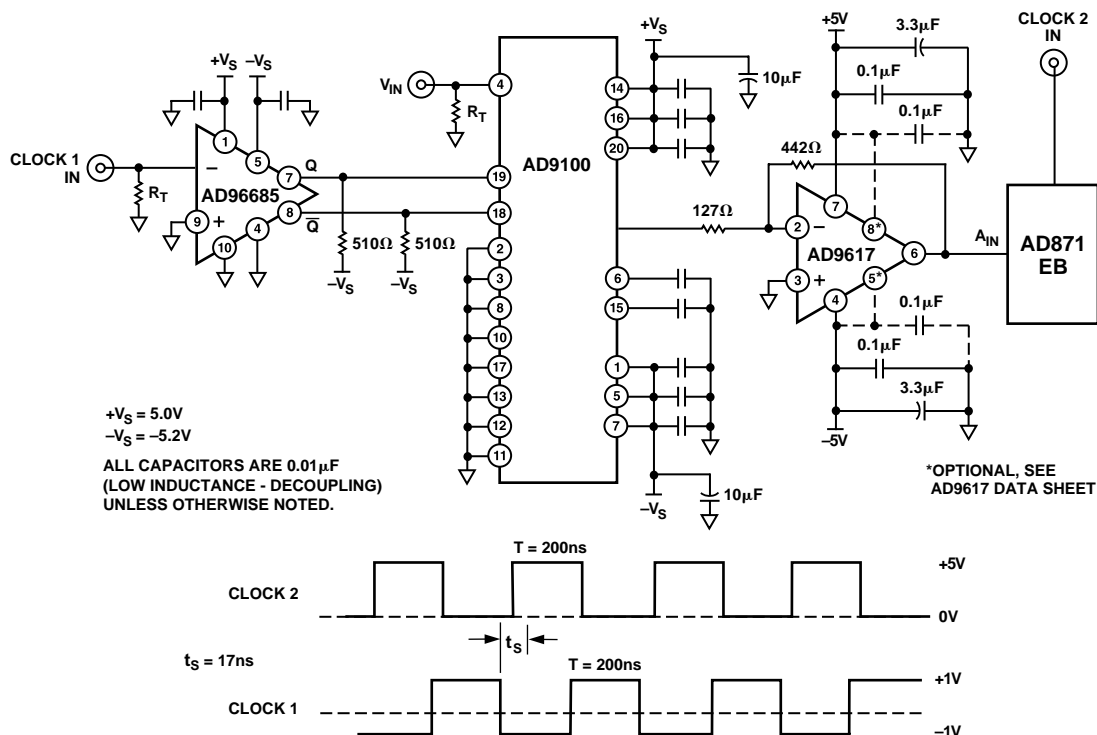 CLOCK 1
IN
R_T
+V_S
–V_S
1
5
7
8
9
10
4
–
+
AD96685
Q
Q̅
510Ω
510Ω
–V_S
–V_S
V_IN
R_T
AD9100
4
19
18
2
3
8
10
17
13
12
11
14
16
20
6
15
1
5
7
+V_S
10µF
–V_S
10µF
127Ω
442Ω
+5V
3.3µF
0.1µF
0.1µF
7
2
–
8*
AD9617
6
3
+
5*
4
0.1µF
0.1µF
3.3µF
–5V
A_IN
CLOCK 2
IN
AD871
EB
+V_S = 5.0V
–V_S = –5.2V
ALL CAPACITORS ARE 0.01µF
(LOW INDUCTANCE - DECOUPLING)
UNLESS OTHERWISE NOTED.
*OPTIONAL, SEE
AD9617 DATA SHEET
T = 200ns
CLOCK 2
+5V
0V
t_S
t_S = 17ns
T = 200ns
CLOCK 1
+1V
–1V